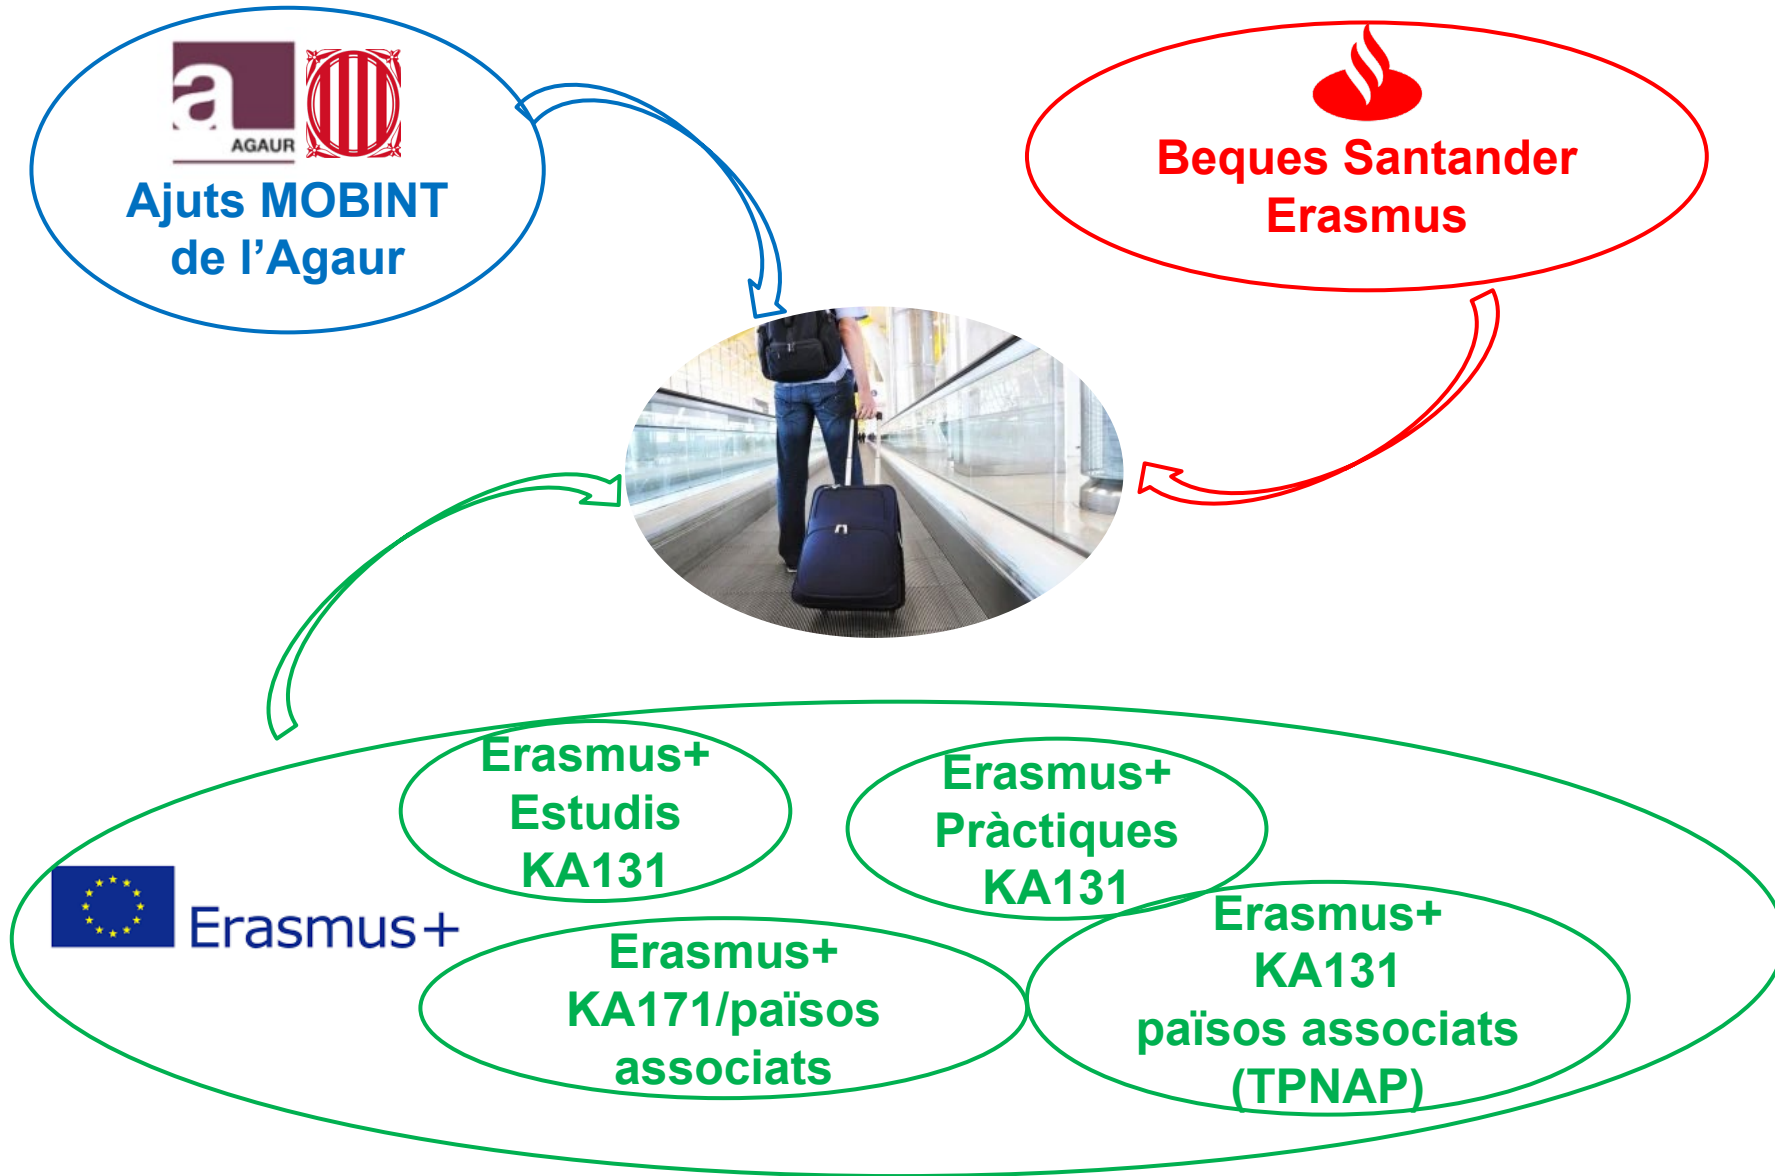 a
AGAUR
Ajuts MOBINT
de l’Agaur
Beques Santander
Erasmus
Erasmus+
Estudis
KA131
Erasmus+
Pràctiques
KA131
Erasmus+
Erasmus+
KA171/països
associats
Erasmus+
KA131
països associats
(TPNAP)